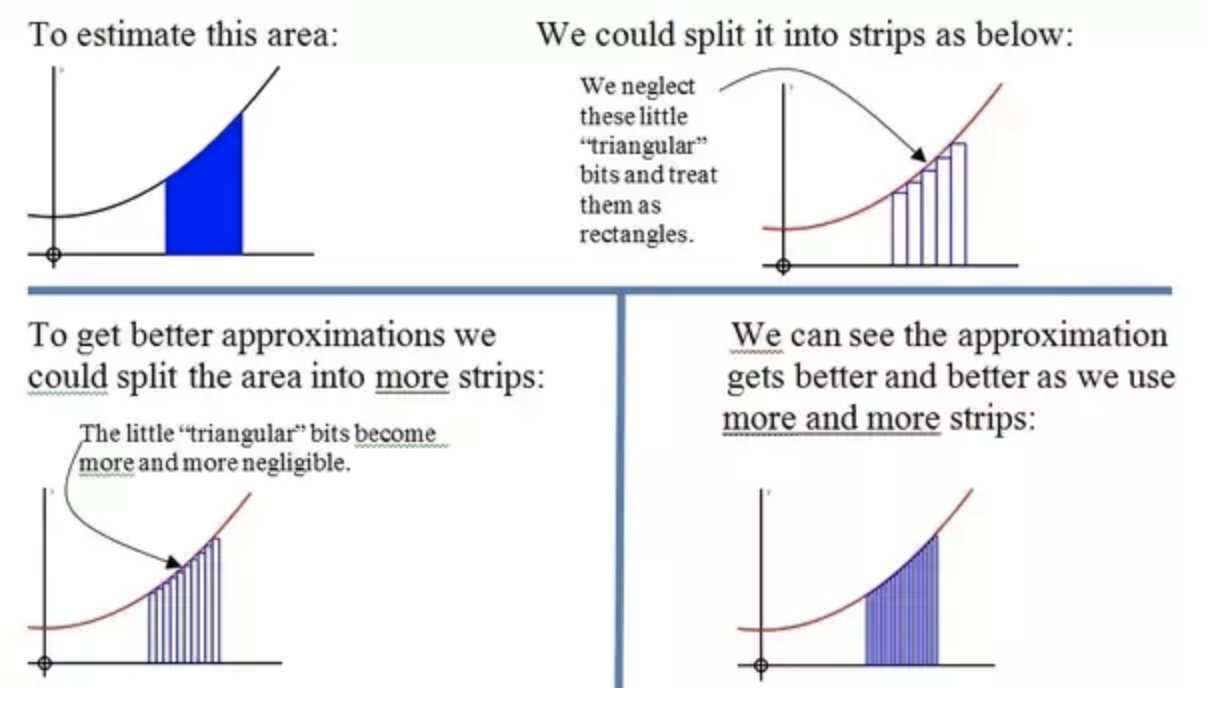 To estimate this area:
We could split it into strips as below:
We neglect
these little
“triangular”
bits and treat
them as
rectangles.
To get better approximations we
could split the area into more strips:
The little “triangular” bits become
more and more negligible.
We can see the approximation
gets better and better as we use
more and more strips: